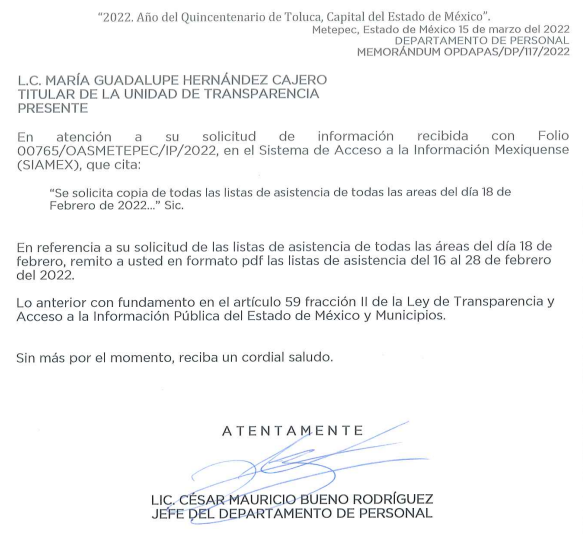 "2022. Año del Quincentenario de Toluca, Capital del Estado de México".
Metepec, Estado de México 15 de marzo del 2022
DEPARTAMENTO DE PERSONAL
MEMORÁNDUM OPDAPAS/DP/117/2022
L.C. MARÍA GUADALUPE HERNÁNDEZ CAJERO
TITULAR DE LA UNIDAD DE TRANSPARENCIA
PRESENTE
En atención a su solicitud de información recibida con Folio
00765/OASMETEPEC/IP/2022, en el Sistema de Acceso a la Información Mexiquense
(SIAMEX), que cita:
"Se solicita copia de todas las listas de asistencia de todas las areas del día 18 de
Febrero de 2022..." Sic.
En referencia a su solicitud de las listas de asistencia de todas las áreas del día 18 de
febrero, remito a usted en formato pdf las listas de asistencia del 16 al 28 de febrero
del 2022.
Lo anterior con fundamento en el artículo 59 fracción II de la Ley de Transparencia y
Acceso a la Información Pública del Estado de México y Municipios.
Sin más por el momento, reciba un cordial saludo.
ATENTAMENTE
LIC. CÉSAR MAURICIO BUENO RODRÍGUEZ
JEFE DEL DEPARTAMENTO DE PERSONAL